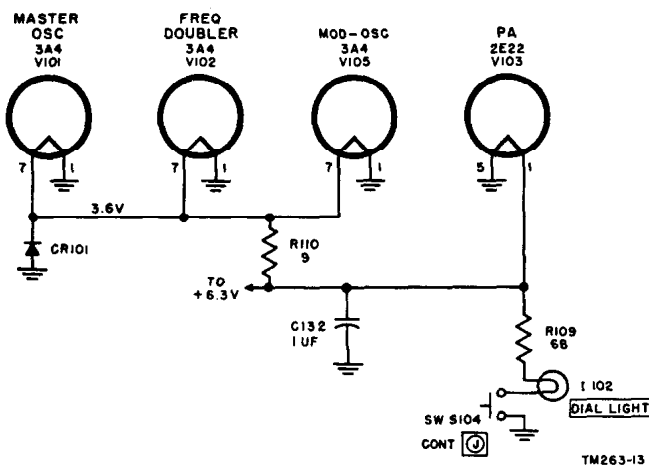 MASTER
OSC
3A4
V101
FREQ
DOUBLER
3A4
V102
MOD-OSC
3A4
V105
PA
2E22
V103
7
1
7
1
7
1
5
1
3.6V
CR101
R110
9
TO
+6.3V
C132
1UF
R109
68
I 102
DIAL LIGHT
SW S104
CONT J
TM263-13